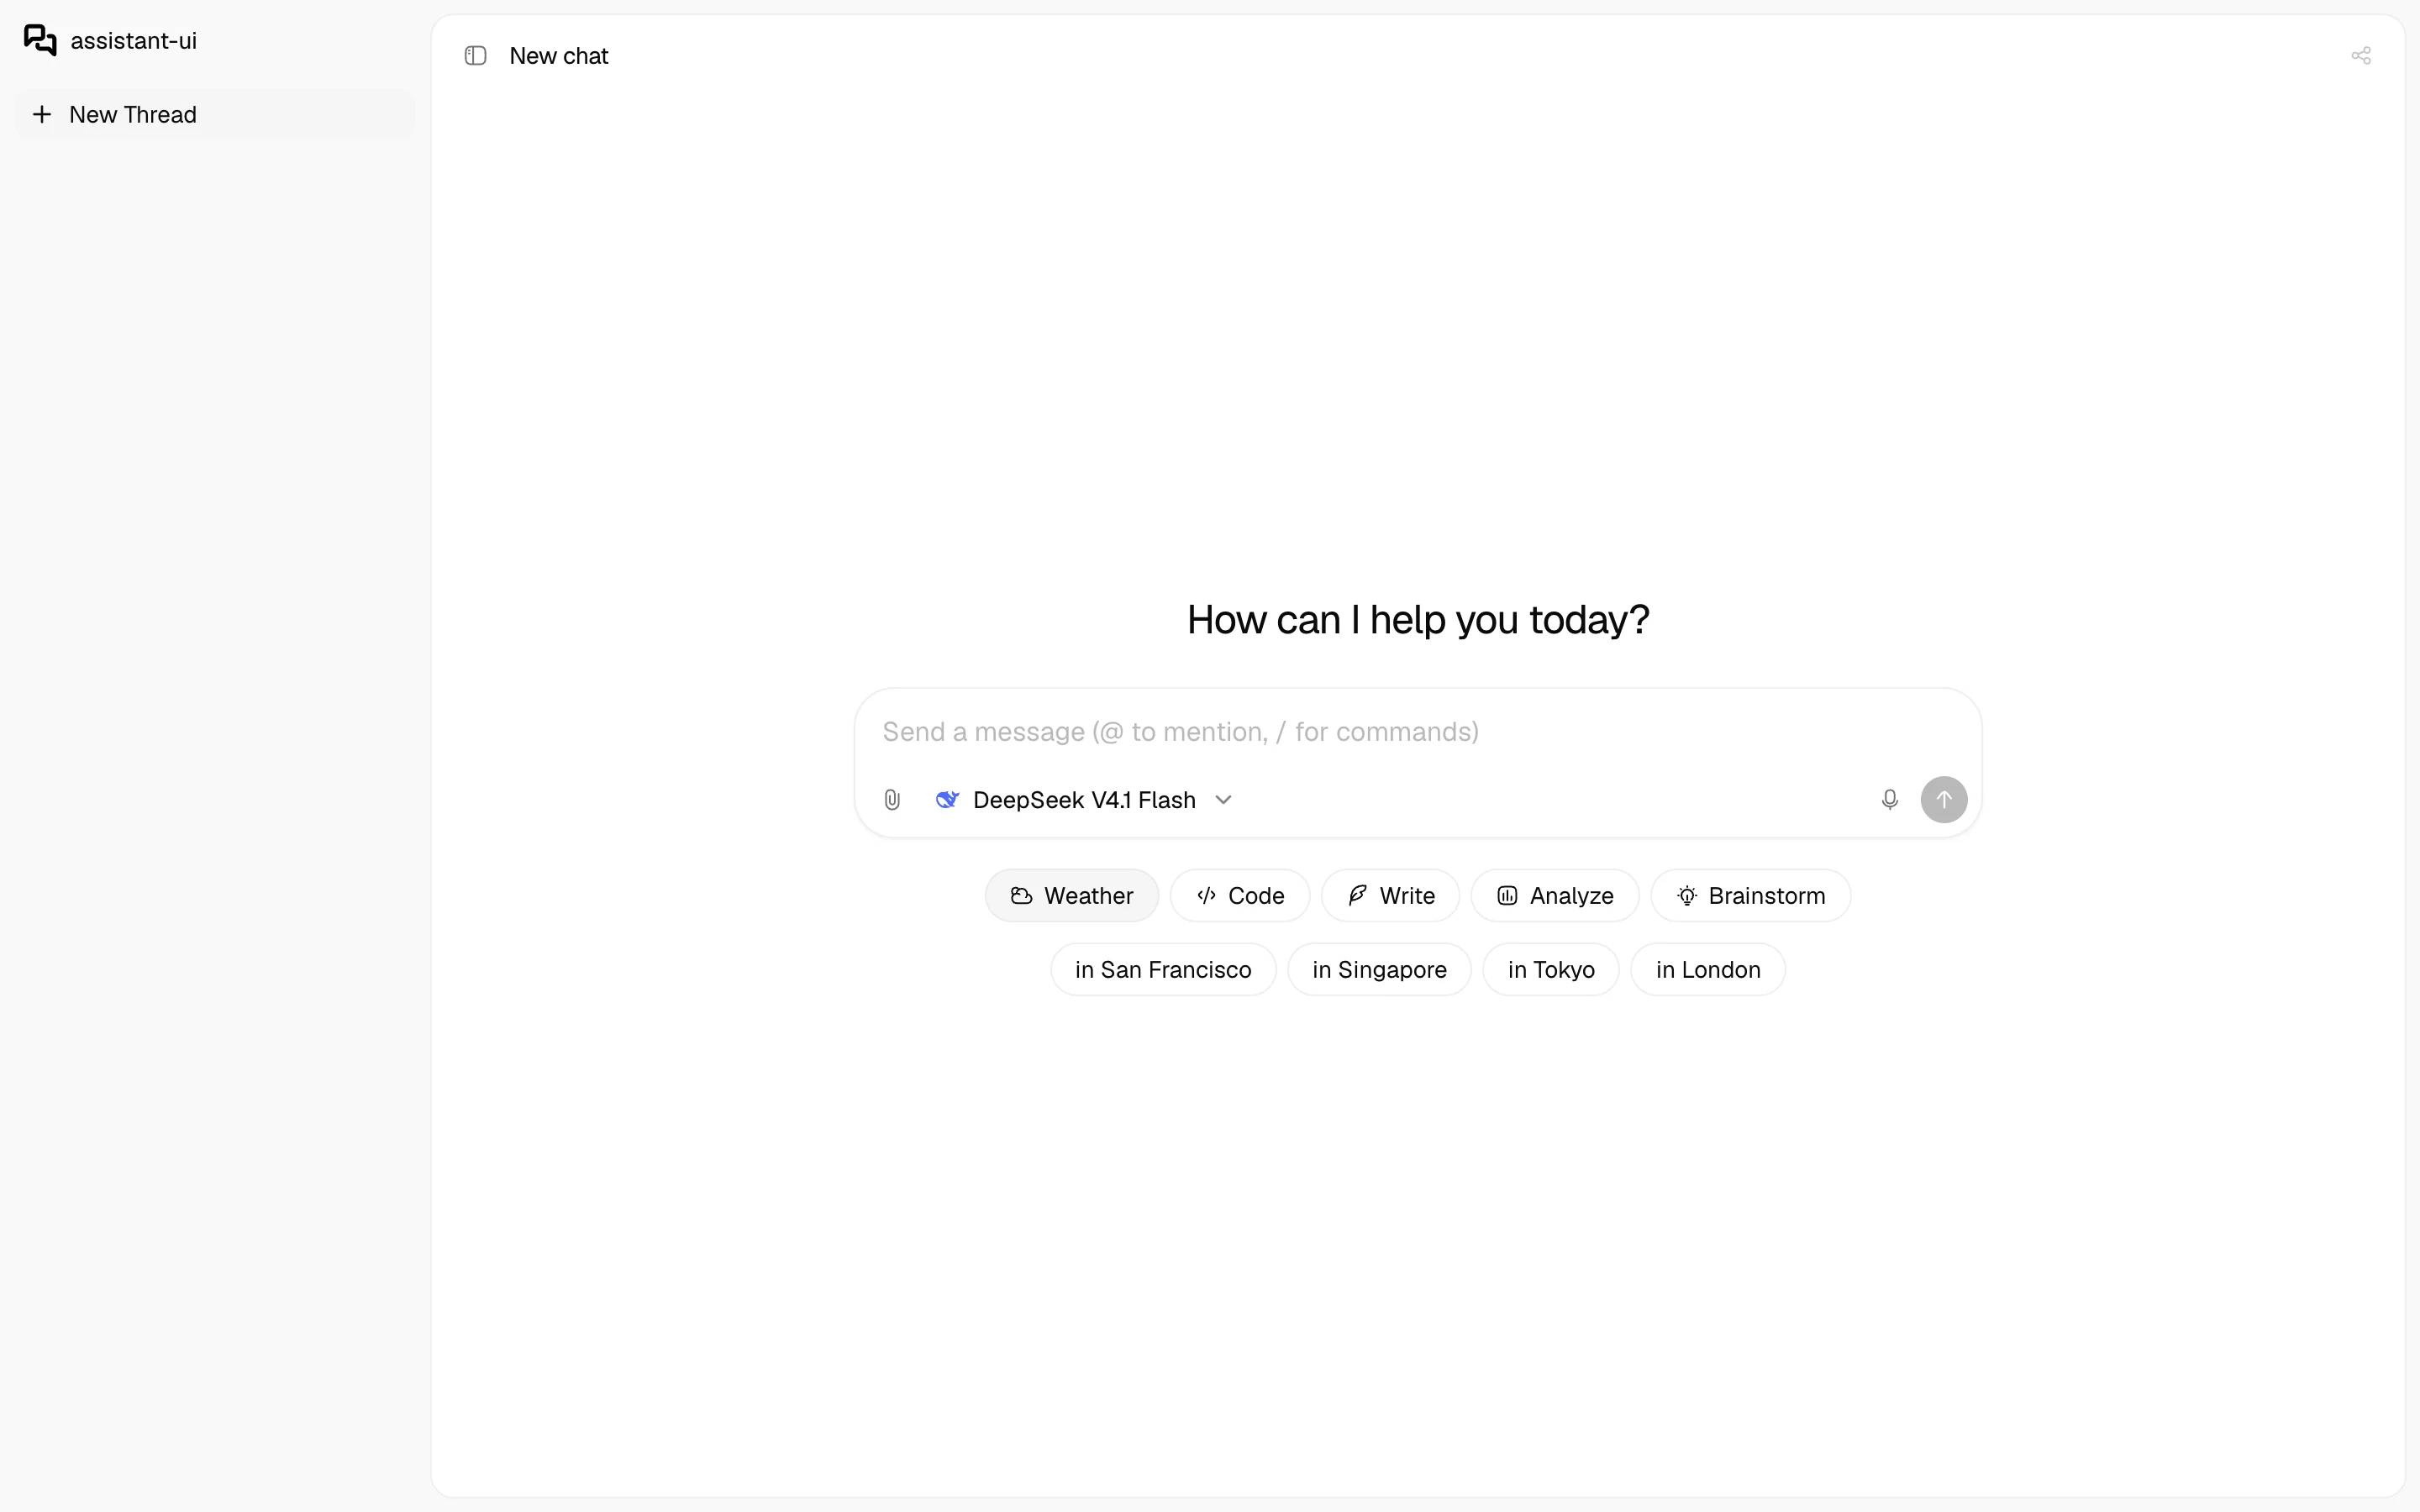 assistant-ui
New Thread
New chat
How can I help you today?
Send a message (@ to mention, / for commands)
DeepSeek V4.1 Flash
Weather
Code
Write
Analyze
Brainstorm
in San Francisco
in Singapore
in Tokyo
in London